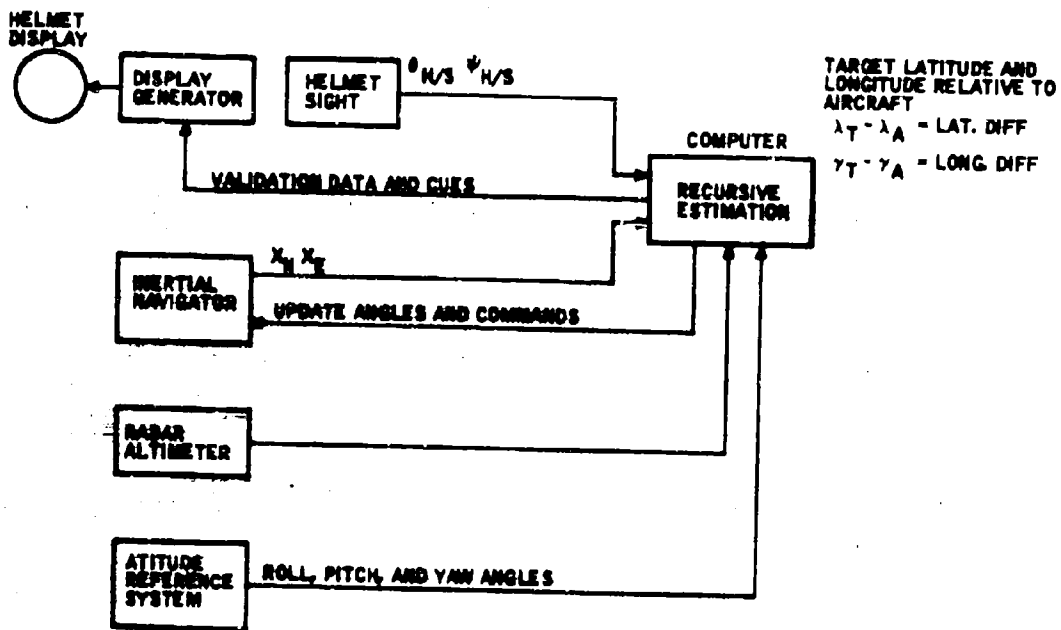 HELMET
DISPLAY
DISPLAY
GENERATOR
HELMET
SIGHT
θ H/S ψ H/S
TARGET LATITUDE AND
LONGITUDE RELATIVE TO
AIRCRAFT
λT - λA = LAT. DIFF
γT - γA = LONG. DIFF
COMPUTER
RECURSIVE
ESTIMATION
VALIDATION DATA AND CUES
XN XE
INERTIAL
NAVIGATOR
UPDATE ANGLES AND COMMANDS
RADAR
ALTIMETER
ATITUDE
REFERENCE
SYSTEM
ROLL, PITCH, AND YAW ANGLES